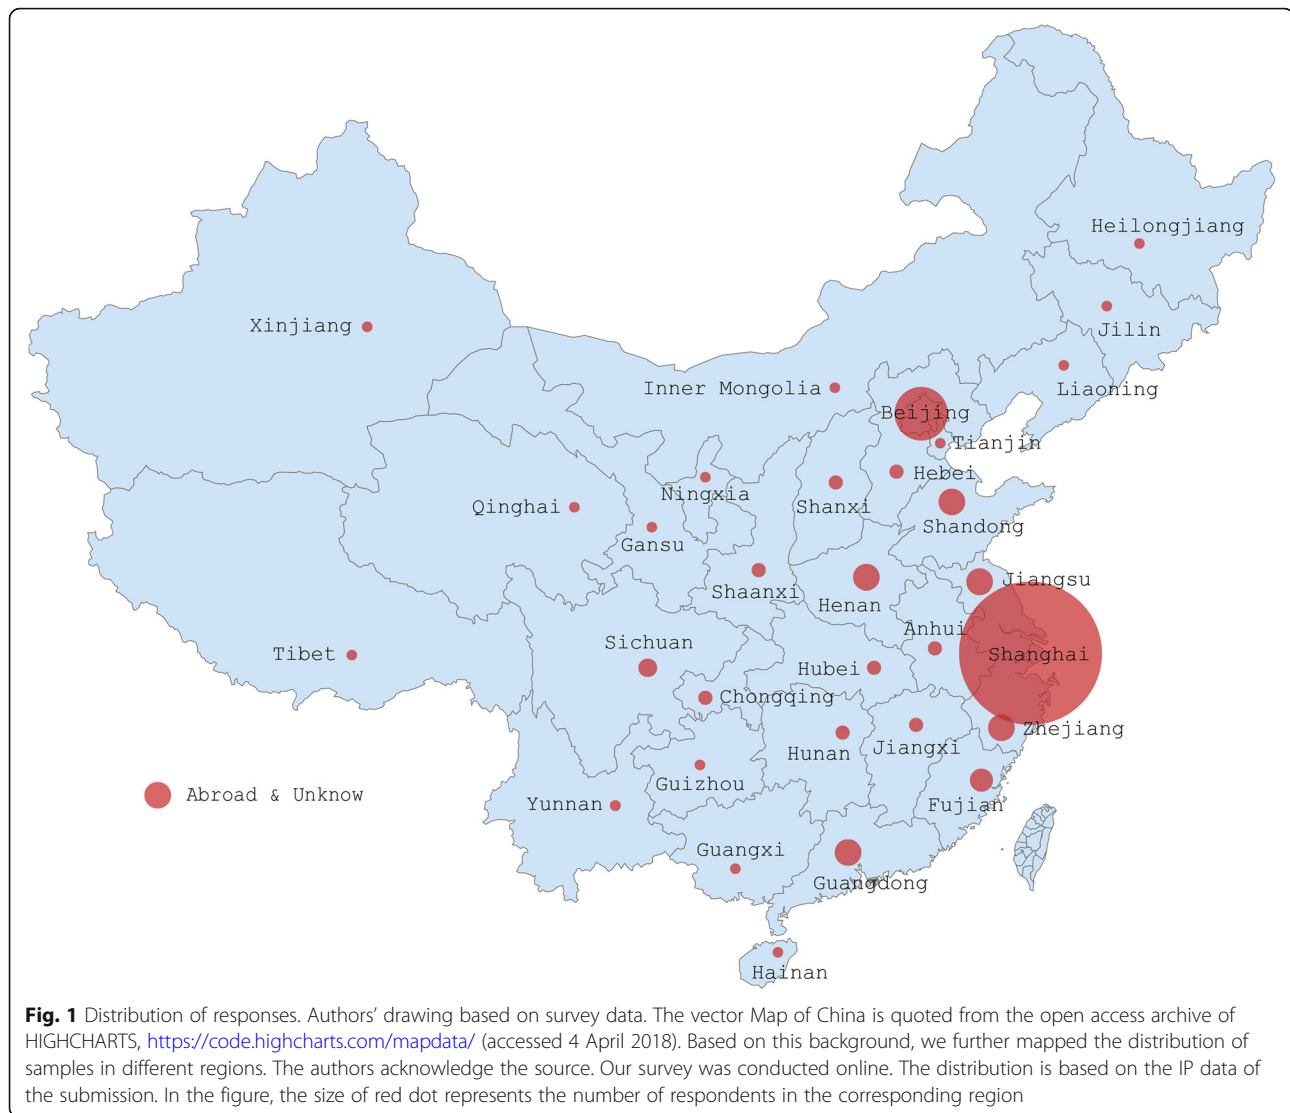 Heilongjiang
Xinjiang
Jilin
Inner Mongolia
Liaoning
Beijing
Tianjin
Hebei
Ningxia
Qinghai
Shanxi
Shandong
Gansu
Shaanxi
Henan
Jiangsu
Anhui
Sichuan
Tibet
Hubei
Shanghai
Chongqing
Zhejiang
Hunan
Jiangxi
Guizhou
Abroad & Unknow
Yunnan
Fujian
Guangxi
Guangdong
Hainan
Fig. 1 Distribution of responses. Authors’ drawing based on survey data. The vector Map of China is quoted from the open access archive of
HIGHCHARTS, https://code.highcharts.com/mapdata/ (accessed 4 April 2018). Based on this background, we further mapped the distribution of
samples in different regions. The authors acknowledge the source. Our survey was conducted online. The distribution is based on the IP data of
the submission. In the figure, the size of red dot represents the number of respondents in the corresponding region